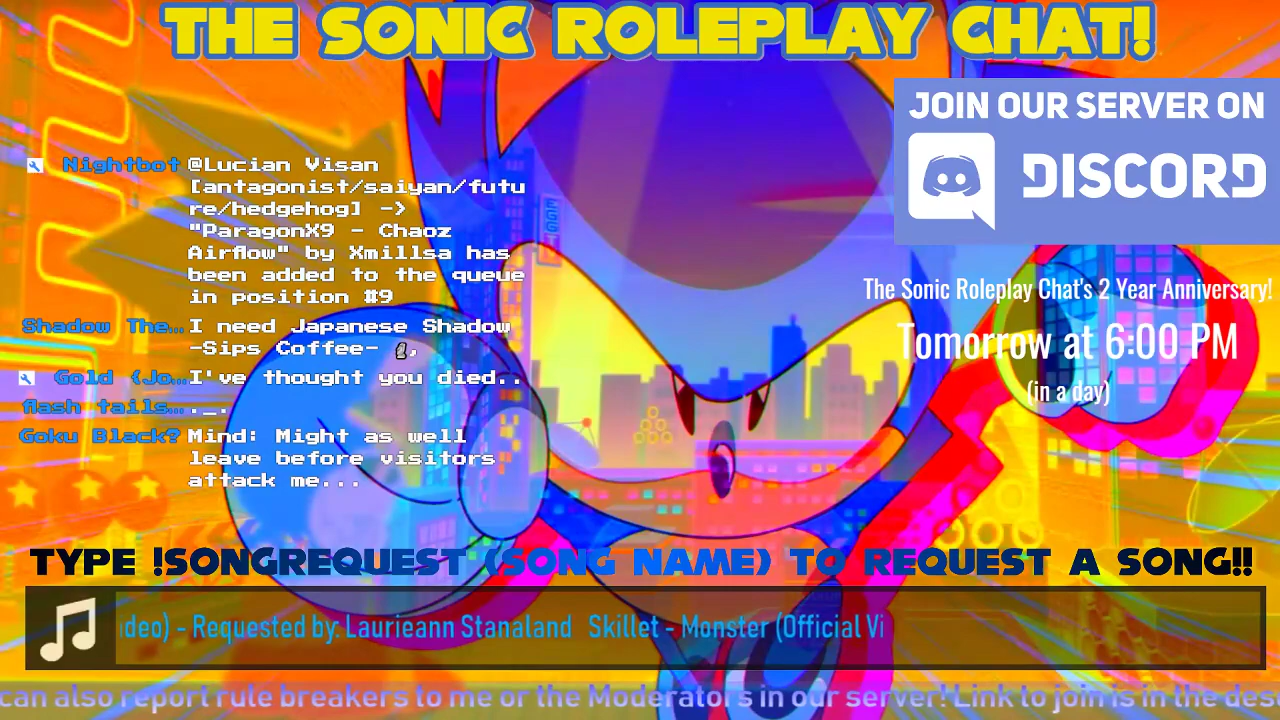 THE SONIC ROLEPLAY CHAT!
JOIN OUR SERVER ON
DISCORD
Nightbot @Lucian Visan
[antagonist/saiyan/futu
re/hedgehog] ->
"ParagonX9 - Chaoz
Airflow" by Xmillsa has
been added to the queue
in position #9
Shadow The... I need Japanese Shadow
-Sips Coffee- ,
Gold (Jo... I've thought you died..
flash tails... ._.
Goku Black? Mind: Might as well
leave before visitors
attack me...
The Sonic Roleplay Chat's 2 Year Anniversary!
Tomorrow at 6:00 PM
(in a day)
TYPE !SONGREQUEST (SONG NAME) TO REQUEST A SONG!!
ideo) - Requested by: Laurieann Stanaland Skillet - Monster (Official Vi
can also report rule breakers to me or the Moderators in our server! Link to join is in the des